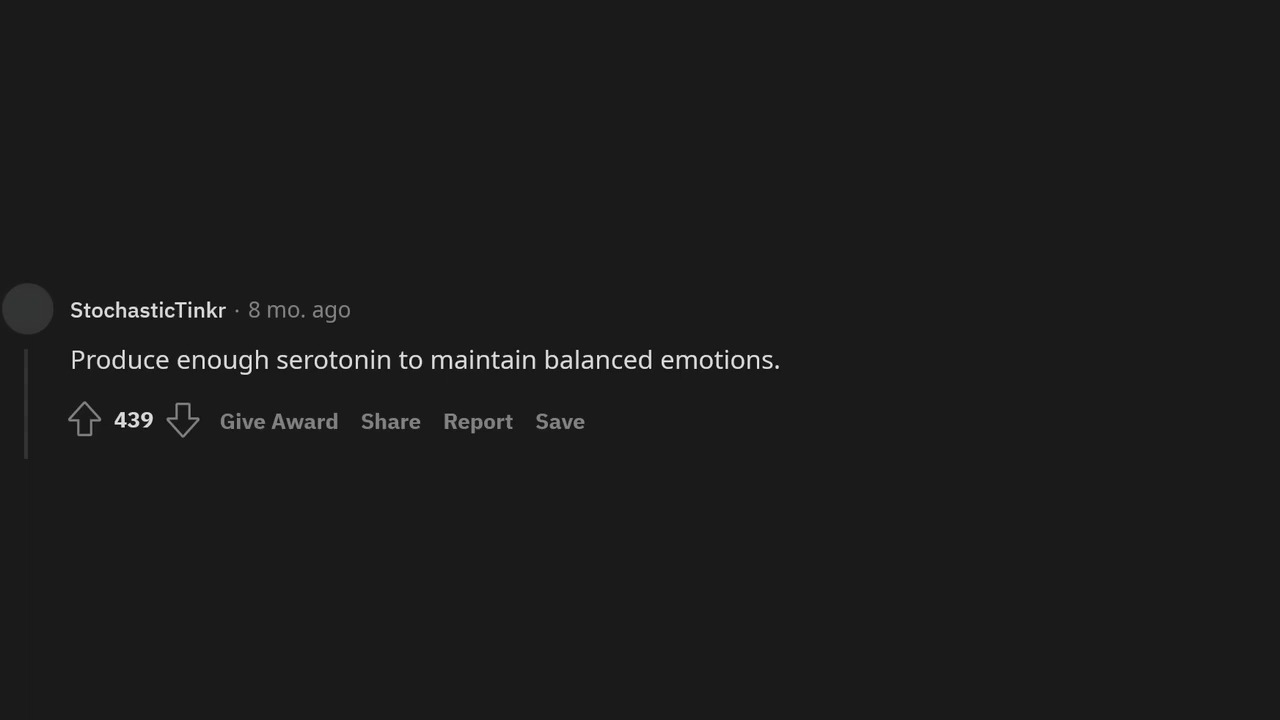 StochasticTinkr · 8 mo. ago
Produce enough serotonin to maintain balanced emotions.
439 Give Award Share Report Save